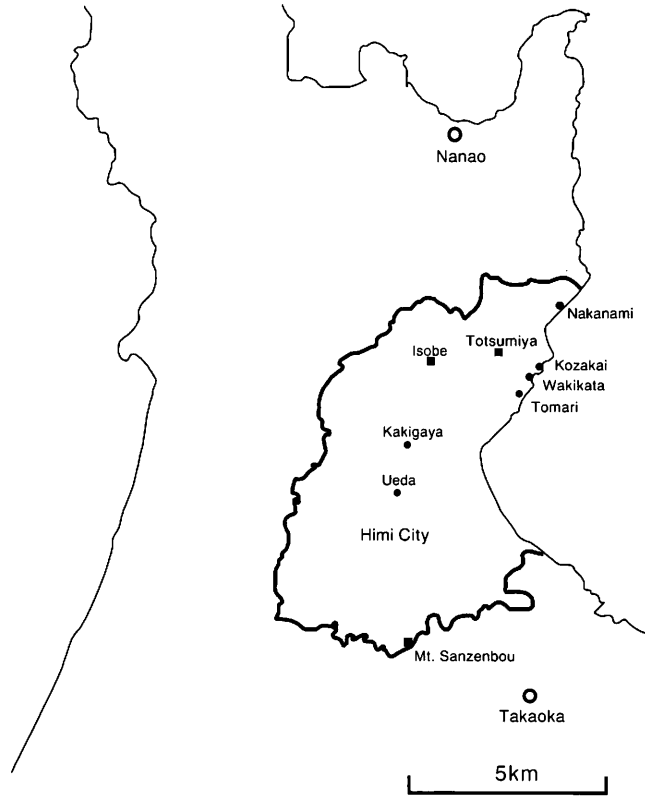 Nanao
Nakanami
Totsumiya
Isobe
Kozakai
Wakikata
Tomari
Kakigaya
Ueda
Himi City
Mt. Sanzenbou
Takaoka
5km